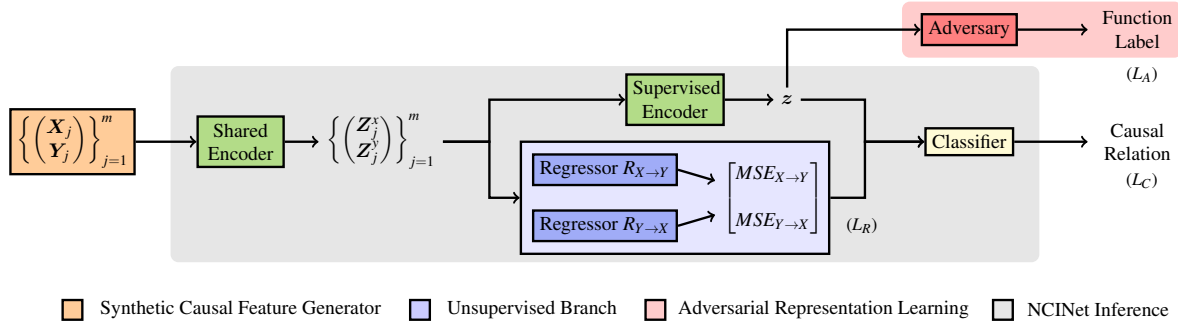 Adversary
Function
Label
(L_A)
{(X_j Y_j)}_{j=1}^m
Shared
Encoder
{(Z_j^x Z_j^y)}_{j=1}^m
Supervised
Encoder
z
Regressor R_{X→Y}
Regressor R_{Y→X}
[MSE_{X→Y}
MSE_{Y→X}]
(L_R)
Classifier
Causal
Relation
(L_C)
Synthetic Causal Feature Generator
Unsupervised Branch
Adversarial Representation Learning
NCINet Inference